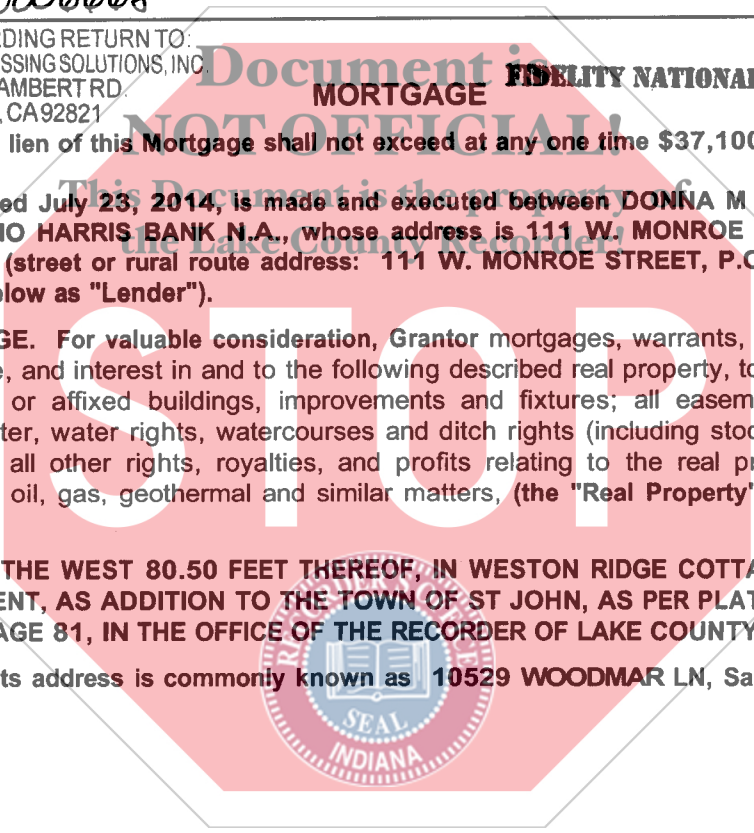 DING RETURN TO:
SSING SOLUTIONS, INC.
AMBERT RD.
, CA 92821
Document is
NOT OFFICIAL!
This Document is the property of
the Lake County Recorder!
MORTGAGE
FIDELITY NATIONAL
lien of this Mortgage shall not exceed at any one time $37,100
ed July 23, 2014, is made and executed between DONNA M
O HARRIS BANK N.A., whose address is 111 W. MONROE
(street or rural route address: 111 W. MONROE STREET, P.O
low as "Lender").
GE. For valuable consideration, Grantor mortgages, warrants,
, and interest in and to the following described real property, to
or affixed buildings, improvements and fixtures; all easem
ter, water rights, watercourses and ditch rights (including stoc
all other rights, royalties, and profits relating to the real pr
oil, gas, geothermal and similar matters, (the "Real Property"
STOP
THE WEST 80.50 FEET THEREOF, IN WESTON RIDGE COTTA
ENT, AS ADDITION TO THE TOWN OF ST JOHN, AS PER PLAT
AGE 81, IN THE OFFICE OF THE RECORDER OF LAKE COUNTY
ts address is commonly known as 10529 WOODMAR LN, Sa
RECORDER'S OFFICE
SEAL
INDIANA